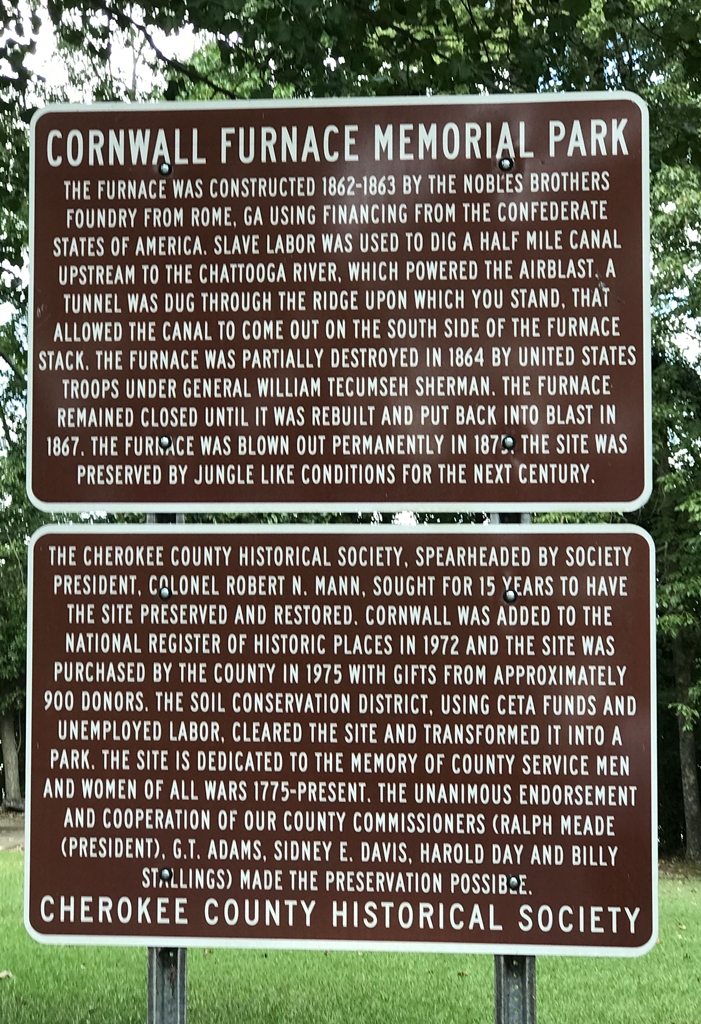 CORNWALL FURNACE MEMORIAL PARK
THE FURNACE WAS CONSTRUCTED 1862-1863 BY THE NOBLES BROTHERS
FOUNDRY FROM ROME, GA USING FINANCING FROM THE CONFEDERATE
STATES OF AMERICA. SLAVE LABOR WAS USED TO DIG A HALF MILE CANAL
UPSTREAM TO THE CHATTOOGA RIVER, WHICH POWERED THE AIRBLAST. A
TUNNEL WAS DUG THROUGH THE RIDGE UPON WHICH YOU STAND, THAT
ALLOWED THE CANAL TO COME OUT ON THE SOUTH SIDE OF THE FURNACE
STACK. THE FURNACE WAS PARTIALLY DESTROYED IN 1864 BY UNITED STATES
TROOPS UNDER GENERAL WILLIAM TECUMSEH SHERMAN. THE FURNACE
REMAINED CLOSED UNTIL IT WAS REBUILT AND PUT BACK INTO BLAST IN
1867. THE FURNACE WAS BLOWN OUT PERMANENTLY IN THE SITE WAS
PRESERVED BY JUNGLE LIKE CONDITIONS FOR THE NEXT CENTURY.
THE CHEROKEE COUNTY HISTORICAL SOCIETY, SPEARHEADED BY SOCIETY
PRESIDENT, COLONEL ROBERT N. MANN, SOUGHT FOR 15 YEARS TO HAVE
THE SITE PRESERVED AND RESTORED. CORNWALL WAS ADDED TO THE
NATIONAL REGISTER OF HISTORIC PLACES IN 1972 AND THE SITE WAS
PURCHASED BY THE COUNTY IN 1975 WITH GIFTS FROM APPROXIMATELY
900 DONORS. THE SOIL CONSERVATION DISTRICT, USING CETA FUNDS AND
UNEMPLOYED LABOR, CLEARED THE SITE AND TRANSFORMED IT INTO A
PARK. THE SITE IS DEDICATED TO THE MEMORY OF COUNTY SERVICE MEN
AND WOMEN OF ALL WARS 1775-PRESENT. THE UNANIMOUS ENDORSEMENT
AND COOPERATION OF OUR COUNTY COMMISSIONERS (RALPH MEADE
(PRESIDENT), G.T. ADAMS, SIDNEY E. DAVIS, HAROLD DAY AND BILLY
STALLINGS) MADE THE PRESERVATION POSSIBLE.
CHEROKEE COUNTY HISTORICAL SOCIETY